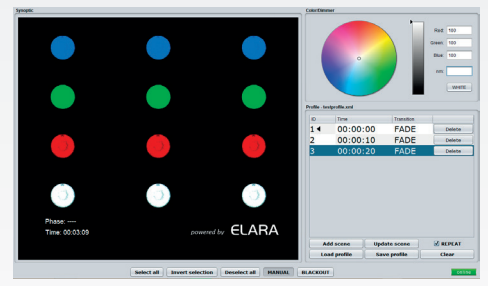 Synoptic
Phase: ----
Time: 00:03:09
powered by ELARA
ColorDimmer
Red: 100
Green: 100
Blue: 100
nm:
WHITE
Profile - testprofile.xml
ID Time Transition
1 00:00:00 FADE Delete
2 00:00:10 FADE Delete
3 00:00:20 FADE Delete
Add scene Update scene REPEAT
Load profile Save profile Clear
Select all Invert selection Deselect all MANUAL BLACKOUT